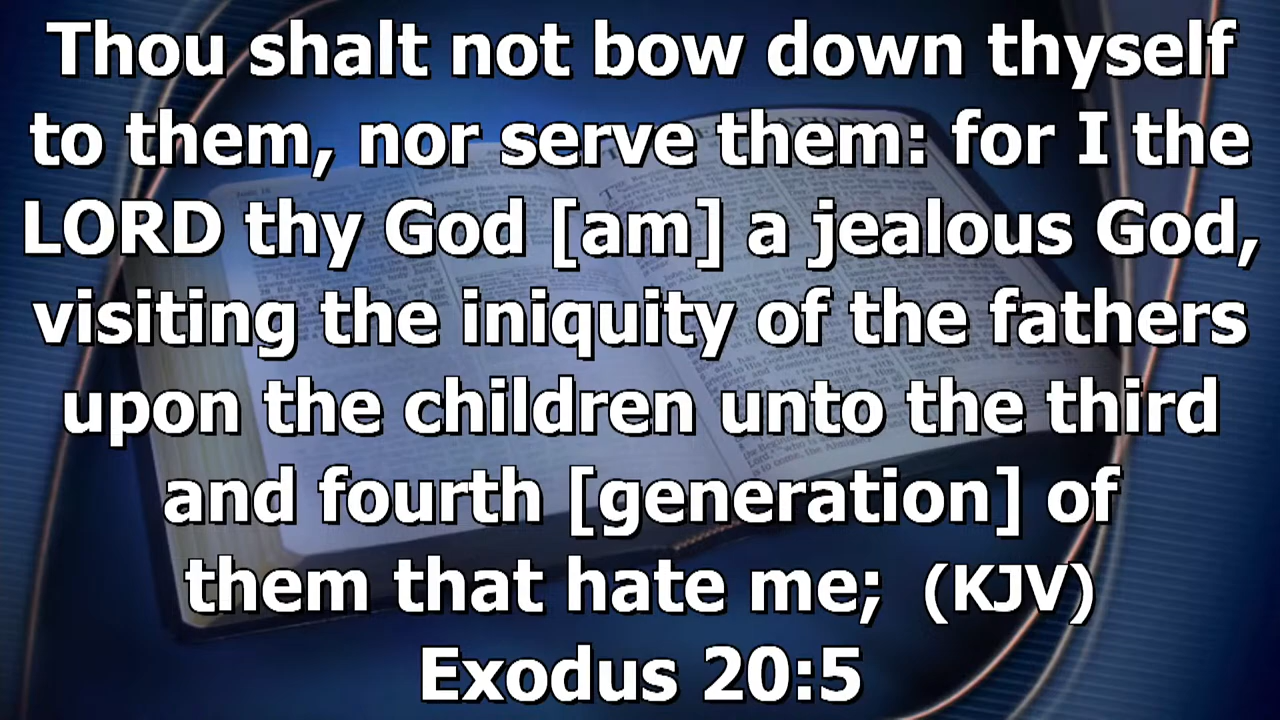 Thou shalt not bow down thyself
to them, nor serve them: for I the
LORD thy God [am] a jealous God,
visiting the iniquity of the fathers
upon the children unto the third
and fourth [generation] of
them that hate me; (KJV)
Exodus 20:5